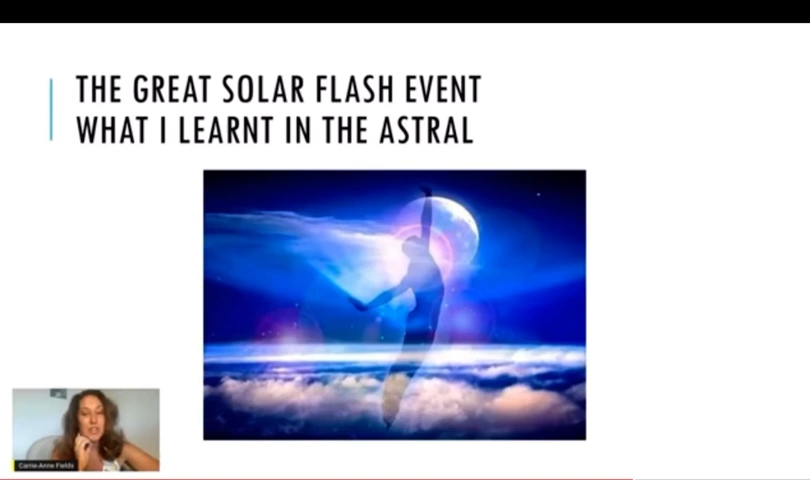 THE GREAT SOLAR FLASH EVENT
WHAT I LEARNT IN THE ASTRAL
Carrie-Anne Fields